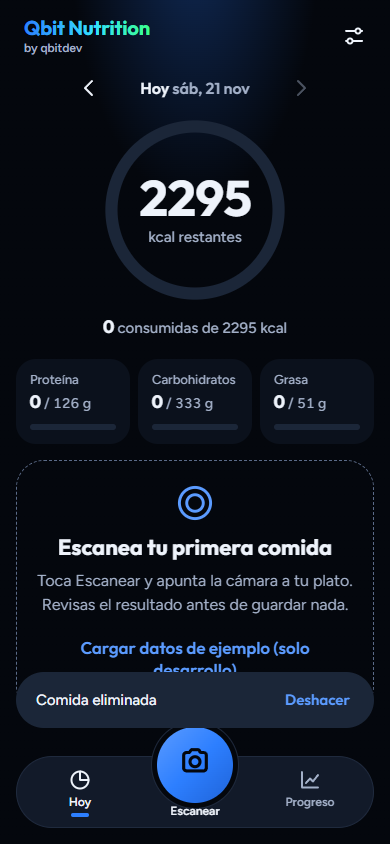 Qbit Nutrition
by qbitdev
Hoy sáb, 21 nov
2295
kcal restantes
0 consumidas de 2295 kcal
Proteína
0 / 126 g
Carbohidratos
0 / 333 g
Grasa
0 / 51 g
Escanea tu primera comida
Toca Escanear y apunta la cámara a tu plato.
Revisas el resultado antes de guardar nada.
Cargar datos de ejemplo (solo
desarrollo)
Comida eliminada
Deshacer
Hoy
Escanear
Progreso